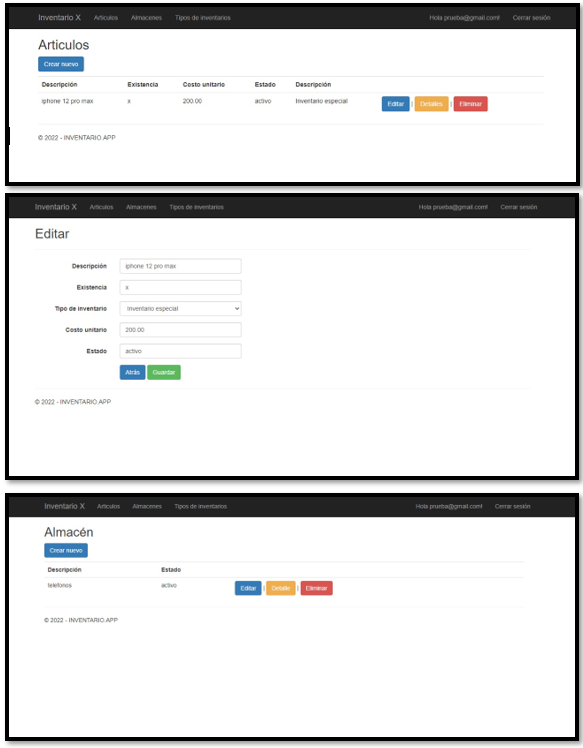 Inventario X Articulos Almacenes Tipos de inventarios Hola prueba@gmail.com! Cerrar sesión
Articulos
Crear nuevo
Descripción Existencia Costo unitario Estado Descripción
iphone 12 pro max x 200.00 activo Inventario especial Editar | Detalles | Eliminar
© 2022 - INVENTARIO APP
Inventario X Articulos Almacenes Tipos de inventarios Hola prueba@gmail.com! Cerrar sesión
Editar
Descripción iphone 12 pro max
Existencia x
Tipo de inventario Inventario especial
Costo unitario 200.00
Estado activo
Atrás Guardar
© 2022 - INVENTARIO APP
Inventario X Articulos Almacenes Tipos de inventarios Hola prueba@gmail.com! Cerrar sesión
Almacén
Crear nuevo
Descripción Estado
telefonos activo Editar | Detalle | Eliminar
© 2022 - INVENTARIO APP